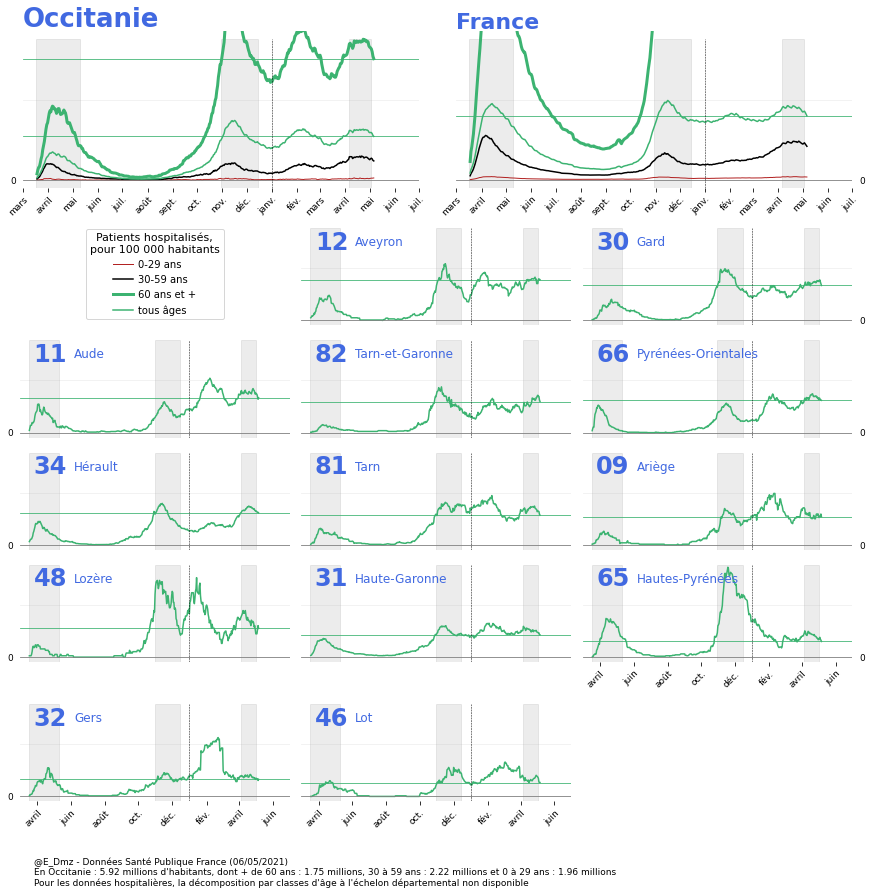 Occitanie
France
0
0
mars avril mai juin juil. août sept. oct. nov. déc. janv. fév. mars avril mai juin juil.
mars avril mai juin juil. août sept. oct. nov. déc. janv. fév. mars avril mai juin juil.
Patients hospitalisés,
pour 100 000 habitants
0-29 ans
30-59 ans
60 ans et +
tous âges
12 Aveyron
30 Gard
0
11 Aude
82 Tarn-et-Garonne
66 Pyrénées-Orientales
0
0
34 Hérault
81 Tarn
09 Ariège
0
0
48 Lozère
31 Haute-Garonne
65 Hautes-Pyrénées
0
0
avril juin août oct. déc. fév. avril juin
32 Gers
46 Lot
0
avril juin août oct. déc. fév. avril juin
avril juin août oct. déc. fév. avril juin
@E_Dmz - Données Santé Publique France (06/05/2021)
En Occitanie : 5.92 millions d'habitants, dont + de 60 ans : 1.75 millions, 30 à 59 ans : 2.22 millions et 0 à 29 ans : 1.96 millions
Pour les données hospitalières, la décomposition par classes d'âge à l'échelon départemental non disponible